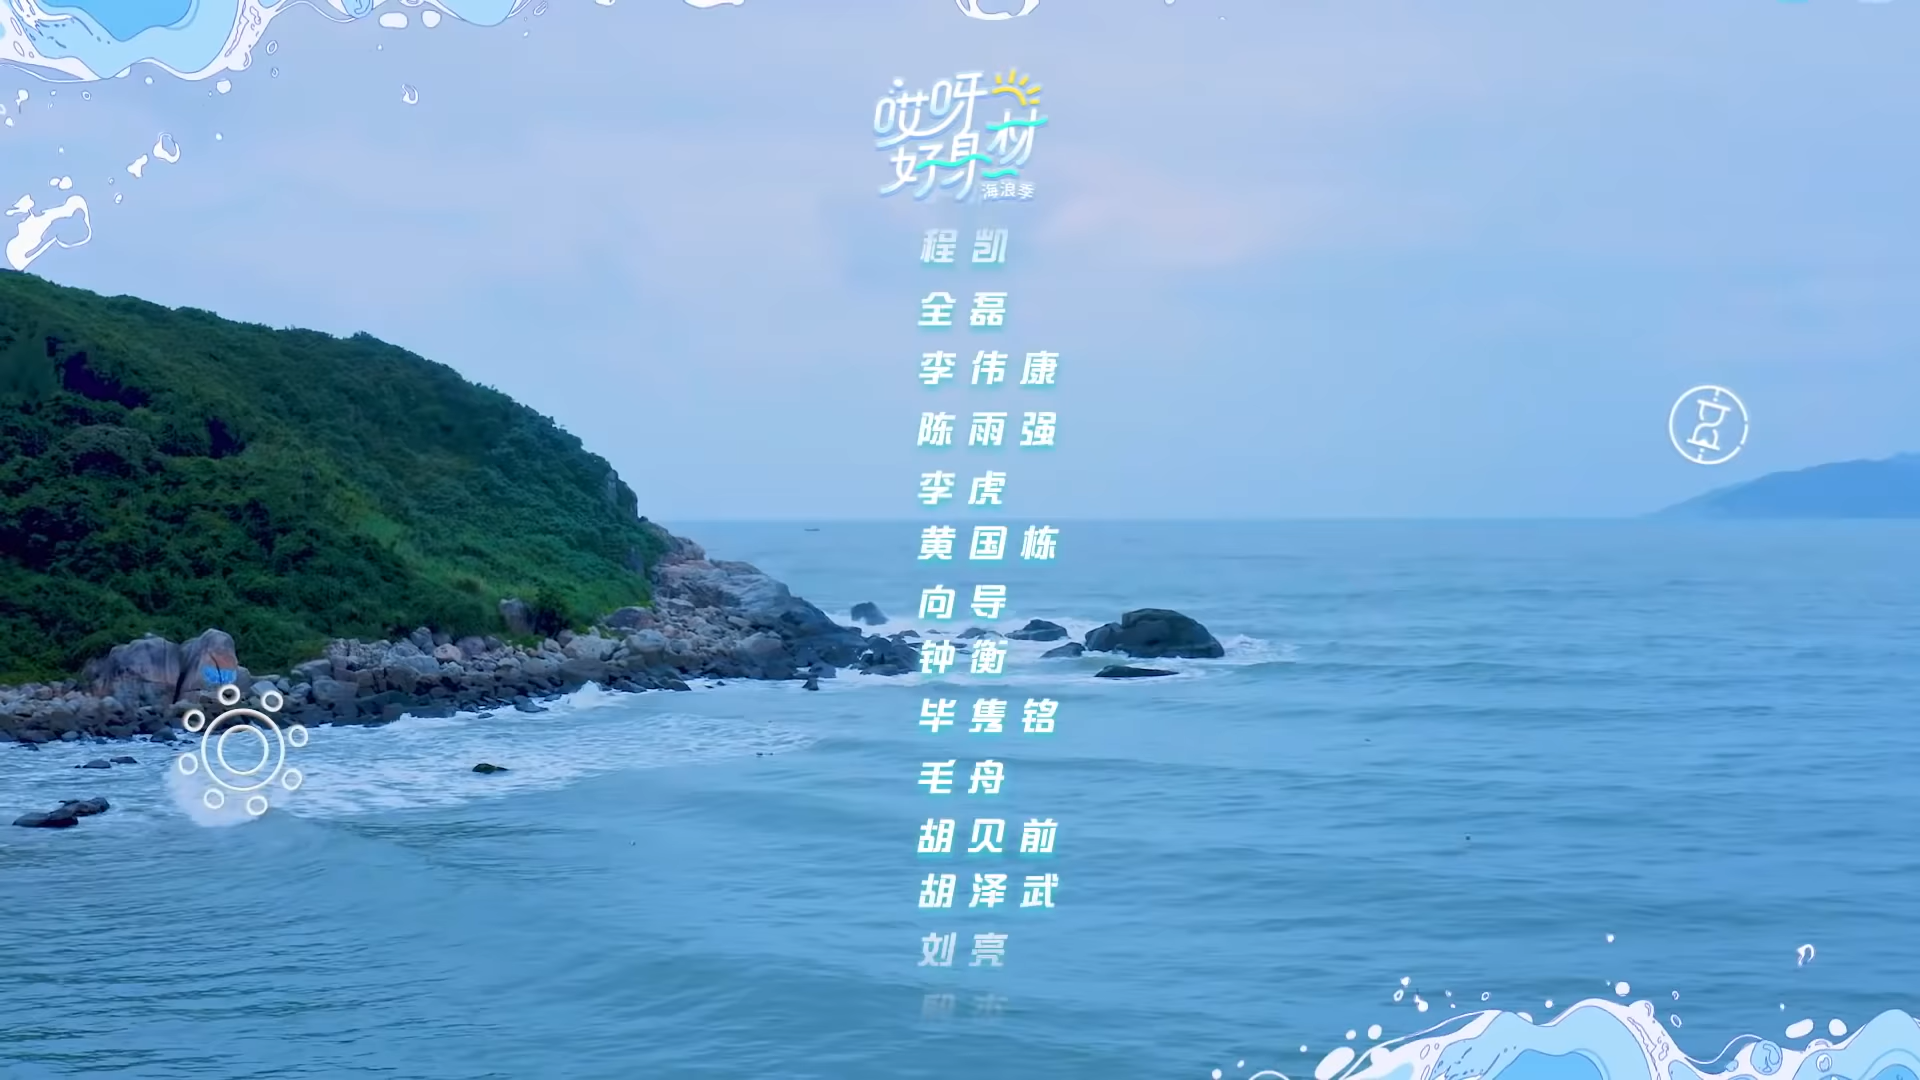 哎呀
好身材
海浪季
程凯
全磊
李伟康
陈雨强
李虎
黄国栋
向导
钟衡
毕隽铭
毛舟
胡贝前
胡泽武
刘亮